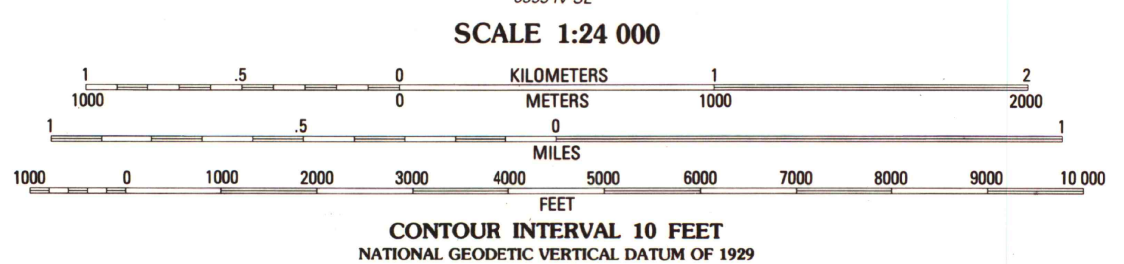 SCALE 1:24 000
1 .5 0 KILOMETERS 1 2
1000 0 METERS 1000 2000
1 .5 0 1
MILES
1000 0 1000 2000 3000 4000 5000 6000 7000 8000 9000 10 000
FEET
CONTOUR INTERVAL 10 FEET
NATIONAL GEODETIC VERTICAL DATUM OF 1929